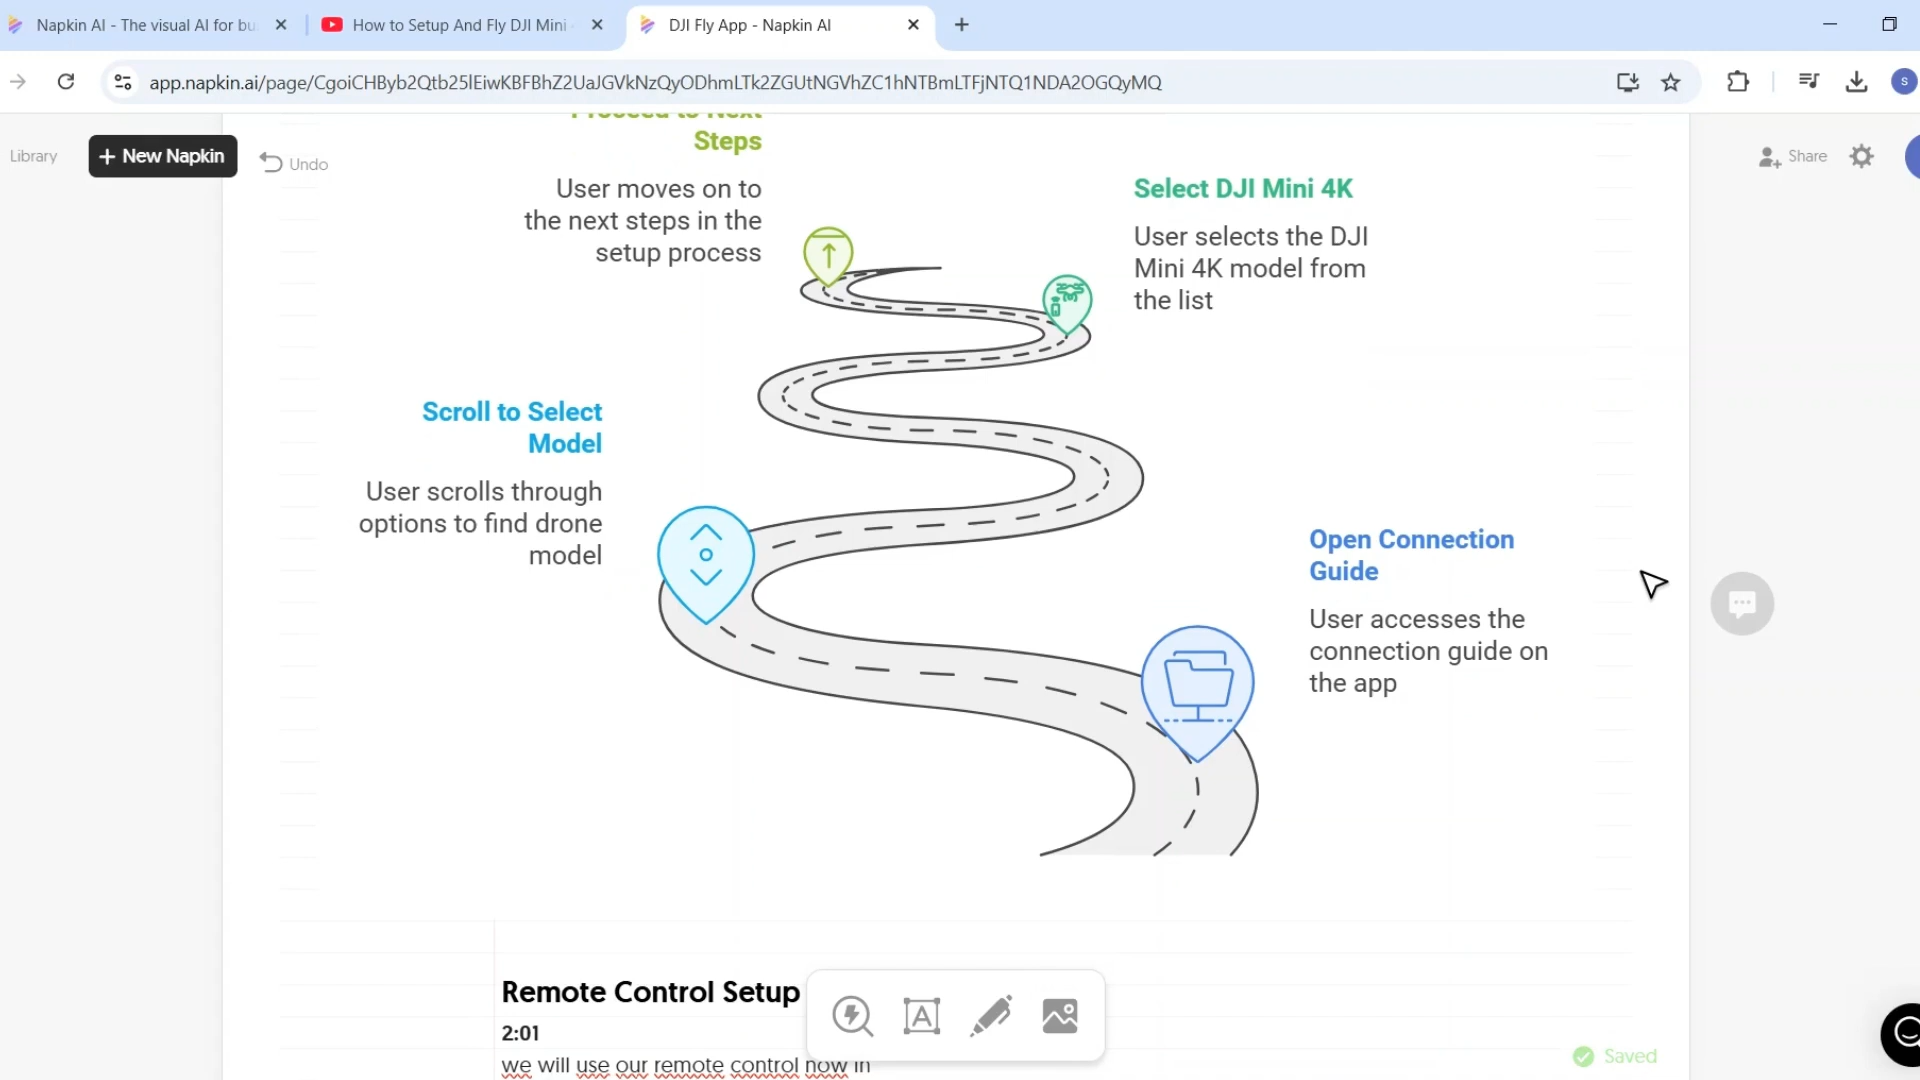 Napkin AI - The visual AI for bu
How to Setup And Fly DJI Mini
DJI Fly App - Napkin AI
app.napkin.ai/page/CgoiCHByb2Qtb25lEiwKBFBhZ2UaJGVkNzQyODhmLTk2ZGUtNGVhZC1hNTBmLTFjNTQ1NDA2OGQyMQ
S
Library
+ New Napkin
Undo
Share
Proceed to Next
Steps
User moves on to
the next steps in the
setup process
Select DJI Mini 4K
User selects the DJI
Mini 4K model from
the list
Scroll to Select
Model
User scrolls through
options to find drone
model
Open Connection
Guide
User accesses the
connection guide on
the app
Remote Control Setup
2:01
we will use our remote control now in
A
Saved